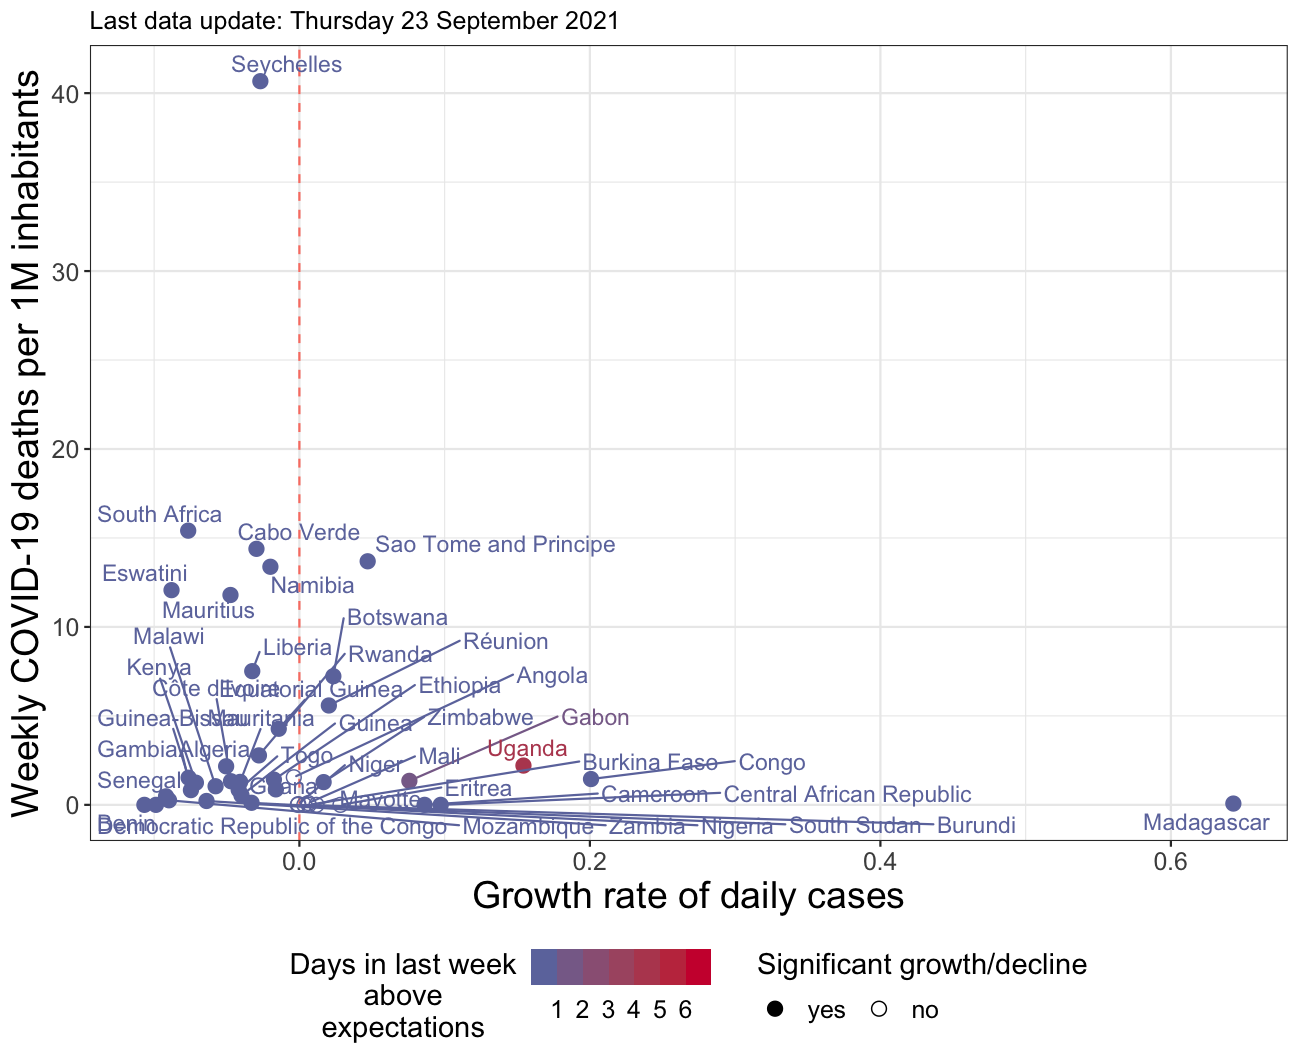 Last data update: Thursday 23 September 2021
Weekly COVID-19 deaths per 1M inhabitants
40
30
20
10
0
Seychelles
South Africa
Cabo Verde
Sao Tome and Principe
Eswatini
Namibia
Mauritius
Botswana
Malawi
Liberia
Réunion
Rwanda
Kenya
Angola
Ethiopia
Côte d'Ivoire
Equatorial Guinea
Guinea-Bissau
Mauritania
Guinea
Zimbabwe
Gabon
Gambia
Algeria
Togo
Mali
Uganda
Niger
Burkina Faso
Congo
Senegal
Ghana
Mayotte
Eritrea
Cameroon
Central African Republic
Benin
Democratic Republic of the Congo
Mozambique
Zambia
Nigeria
South Sudan
Burundi
Madagascar
0.0
0.2
0.4
0.6
Growth rate of daily cases
Days in last week
above
expectations
1 2 3 4 5 6
Significant growth/decline
yes
no